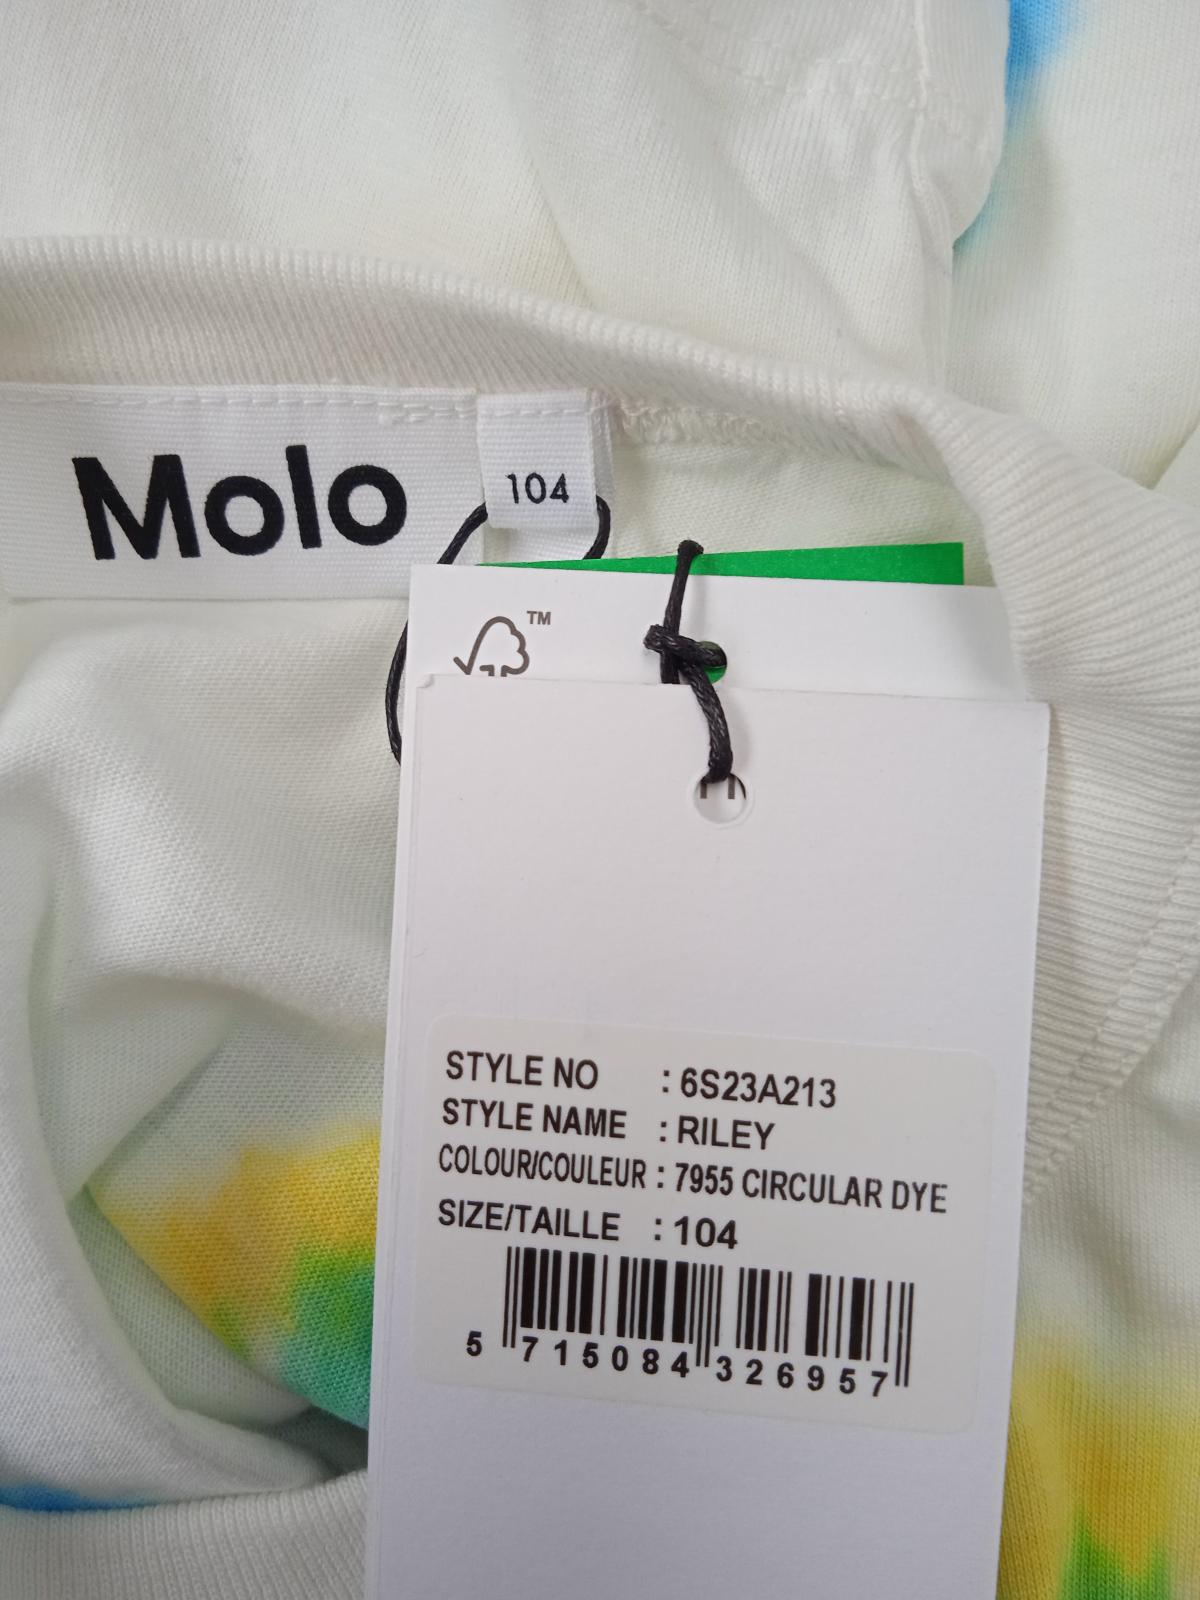 Molo
104
TM
STYLE NO : 6S23A213
STYLE NAME : RILEY
COLOUR/COULEUR : 7955 CIRCULAR DYE
SIZE/TAILLE : 104
5 715084 326957